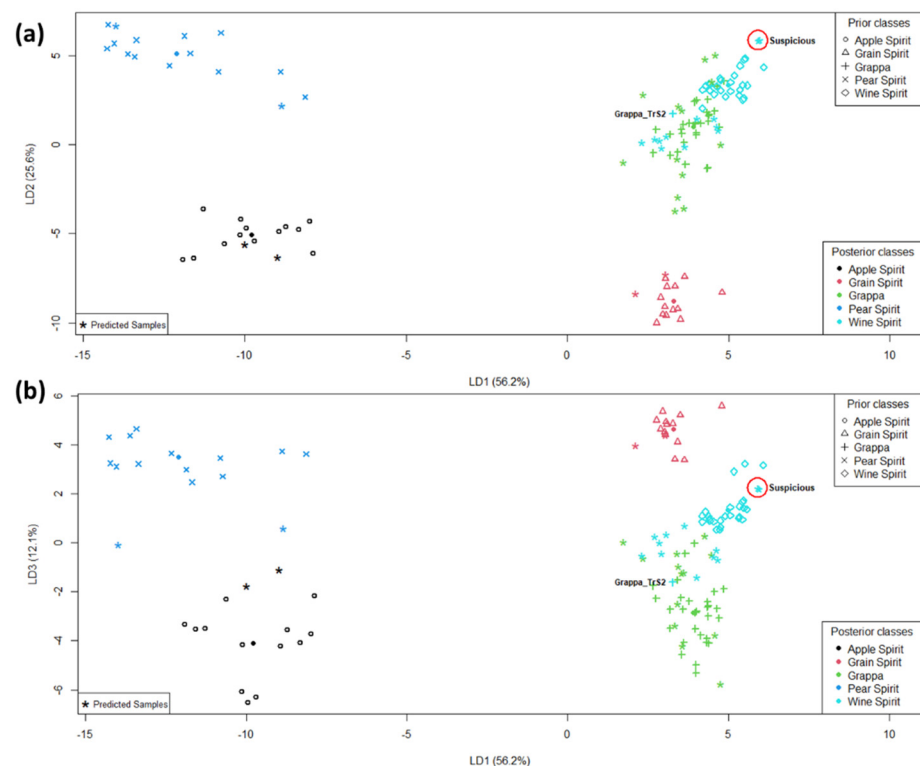 (a)
Suspicious
Prior classes
Apple Spirit
Grain Spirit
Grappa
Pear Spirit
Wine Spirit
Grappa_TrS2
LD2 (25.6%)
5
0
-5
-10
Posterior classes
Apple Spirit
Grain Spirit
Grappa
Pear Spirit
Wine Spirit
* Predicted Samples
-15
-10
-5
0
5
10
LD1 (56.2%)
(b)
Prior classes
Apple Spirit
Grain Spirit
Grappa
Pear Spirit
Wine Spirit
Suspicious
LD3 (12.1%)
6
4
2
0
-2
-4
-6
Grappa_TrS2
Posterior classes
Apple Spirit
Grain Spirit
Grappa
Pear Spirit
Wine Spirit
* Predicted Samples
-15
-10
-5
0
5
10
LD1 (56.2%)